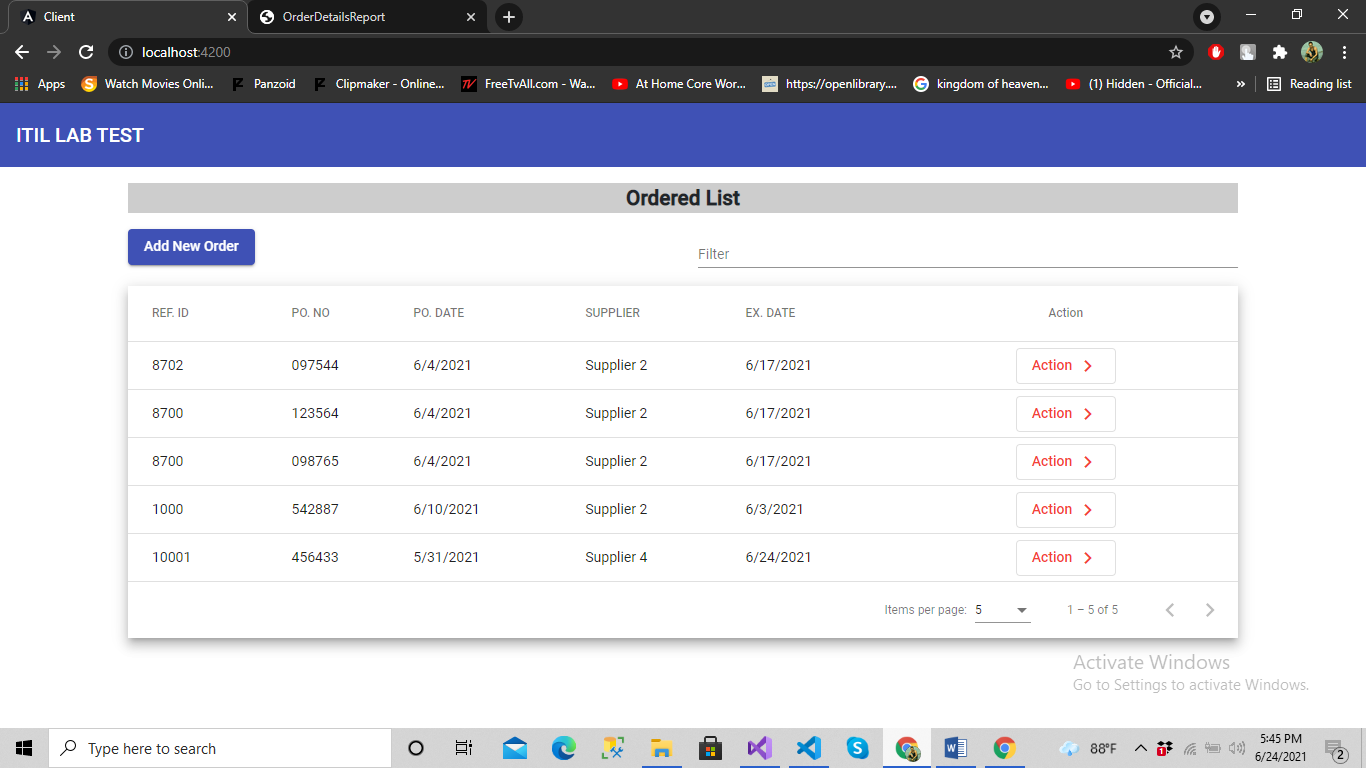 Client
OrderDetailsReport
localhost:4200
Apps
Watch Movies Onli...
Panzoid
Clipmaker - Online...
FreeTvAll.com - Wa...
At Home Core Wor...
https://openlibrary....
kingdom of heaven...
(1) Hidden - Official...
»
Reading list
ITIL LAB TEST
Ordered List
Add New Order
Filter
REF. ID PO. NO PO. DATE SUPPLIER EX. DATE Action
8702 097544 6/4/2021 Supplier 2 6/17/2021 Action
8700 123564 6/4/2021 Supplier 2 6/17/2021 Action
8700 098765 6/4/2021 Supplier 2 6/17/2021 Action
1000 542887 6/10/2021 Supplier 2 6/3/2021 Action
10001 456433 5/31/2021 Supplier 4 6/24/2021 Action
Items per page: 5 1 – 5 of 5
Activate Windows
Go to Settings to activate Windows.
Type here to search
88°F
5:45 PM
6/24/2021
2